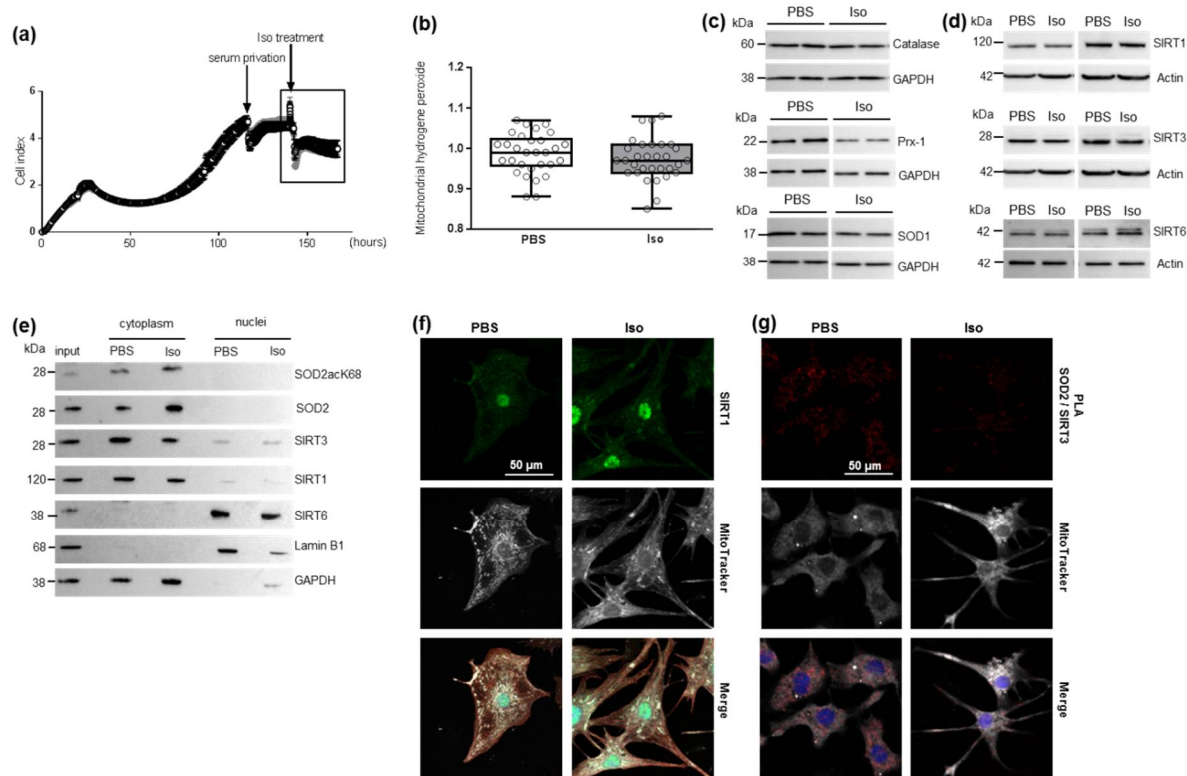 (a)
Iso treatment
serum privation
6
4
2
0
Cell index
0
50
100
150
(hours)
(b)
Mitochondrial hydrogene peroxide
1.2
1.1
1.0
0.9
0.8
PBS
Iso
(c)
kDa
PBS
Iso
60
Catalase
38
GAPDH
kDa
PBS
Iso
22
Prx-1
38
GAPDH
kDa
PBS
Iso
17
SOD1
38
GAPDH
(d)
kDa
PBS Iso PBS Iso
120
SIRT1
42
Actin
kDa
PBS Iso PBS Iso
28
SIRT3
42
Actin
kDa
PBS Iso PBS Iso
42
SIRT6
42
Actin
(e)
cytoplasm
nuclei
kDa
input
PBS
Iso
PBS
Iso
28
SOD2acK68
28
SOD2
28
SIRT3
120
SIRT1
38
SIRT6
68
Lamin B1
38
GAPDH
(f)
PBS
Iso
50 µm
SIRT1
MitoTracker
Merge
(g)
PBS
Iso
50 µm
PLA
SOD2 / SIRT3
MitoTracker
Merge